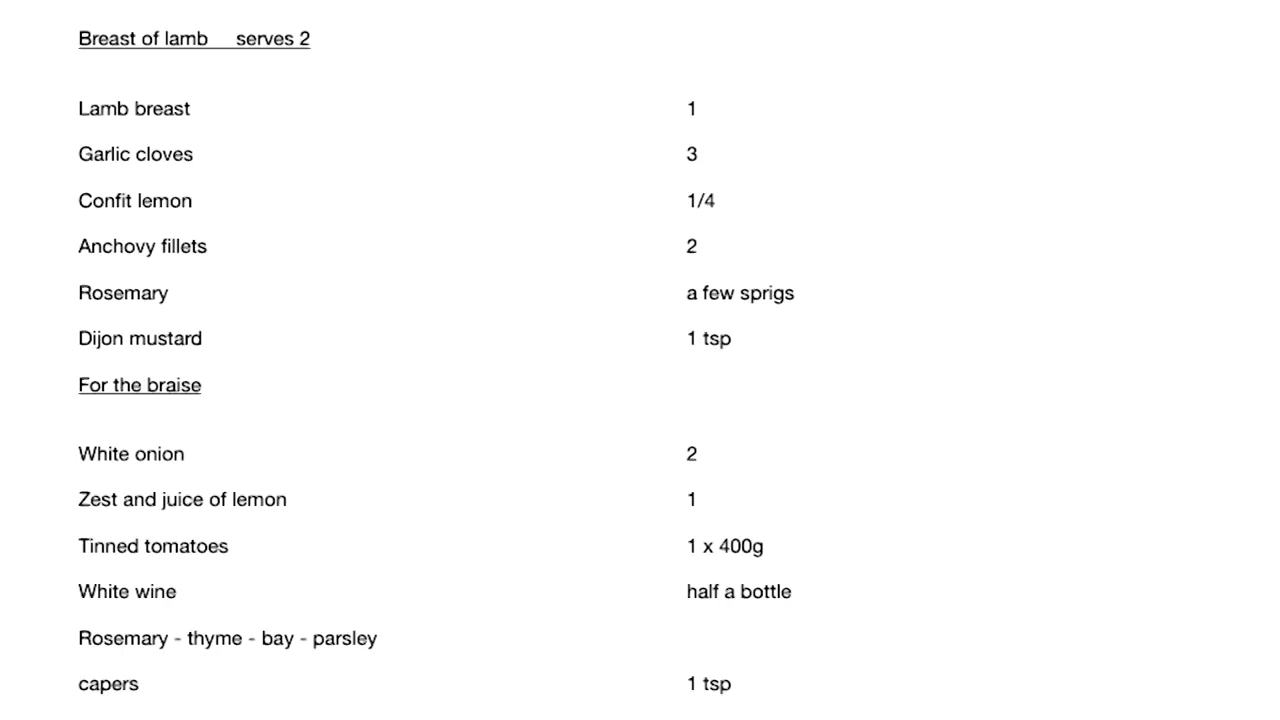 Breast of lamb    serves 2
Lamb breast 1
Garlic cloves 3
Confit lemon 1/4
Anchovy fillets 2
Rosemary a few sprigs
Dijon mustard 1 tsp
For the braise
White onion 2
Zest and juice of lemon 1
Tinned tomatoes 1 x 400g
White wine half a bottle
Rosemary - thyme - bay - parsley
capers 1 tsp